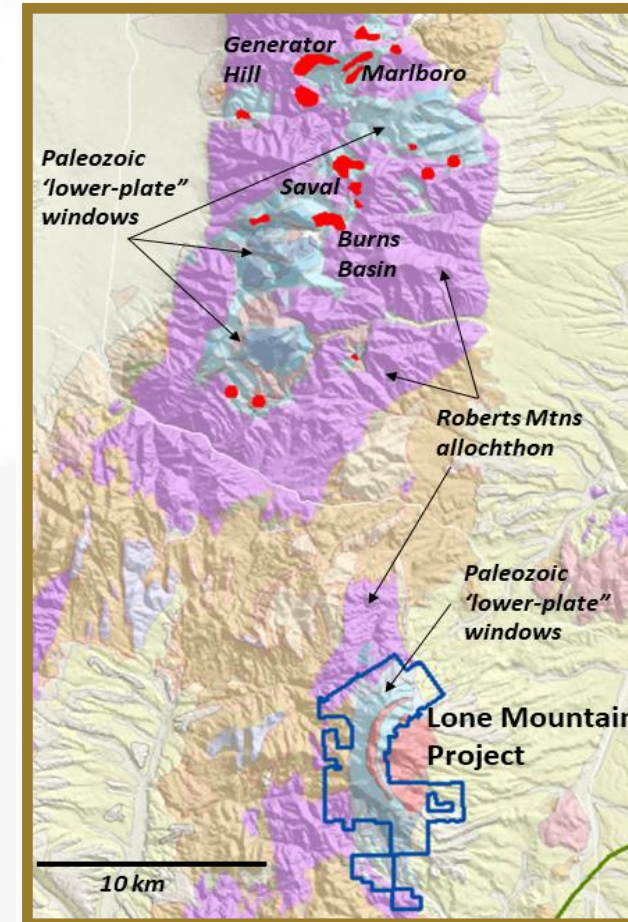 Generator
Hill
Marlboro
Paleozoic
‘lower-plate”
windows
Saval
Burns
Basin
Roberts Mtns
allochthon
Paleozoic
‘lower-plate”
windows
Lone Mountain
Project
10 km